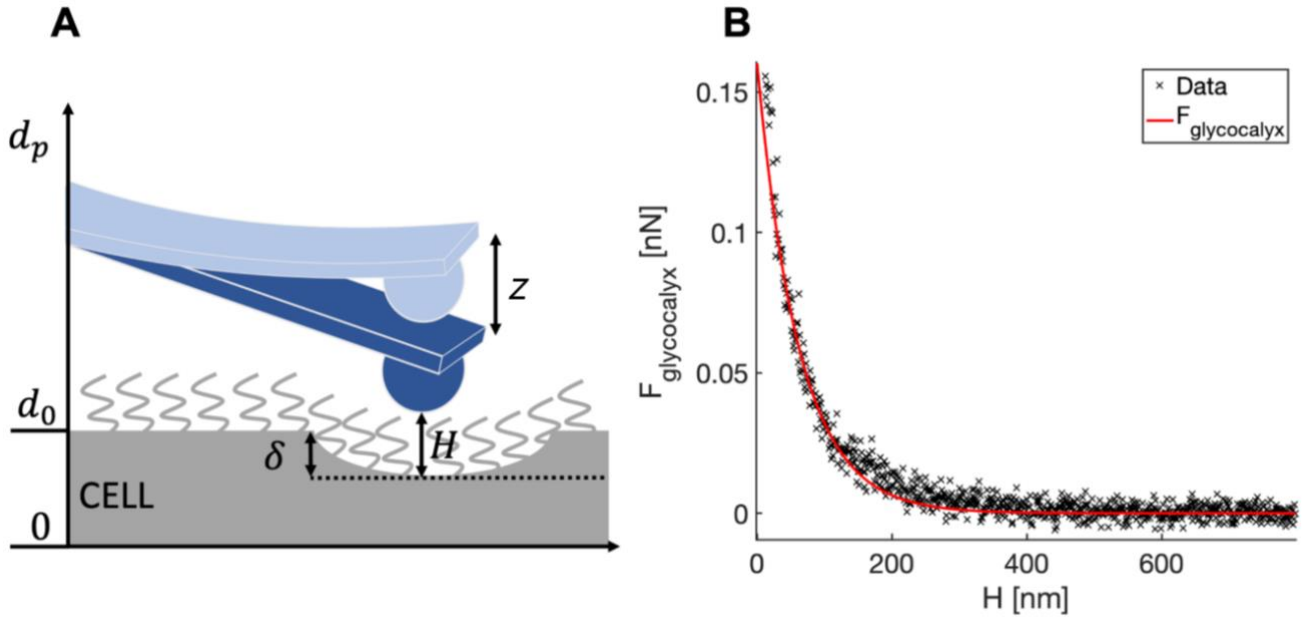 A
d_p
z
d_0
δ
H
CELL
0
B
F_glycocalyx [nN]
0.15
0.1
0.05
0
0
200
400
600
H [nm]
Data
F_glycocalyx